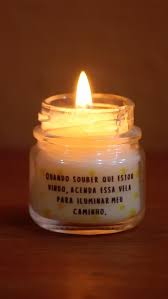 QUANDO SOUBER QUE ESTOU
VINDO, ACENDA ESSA VELA
PARA ILUMINAR MEU
CAMINHO.